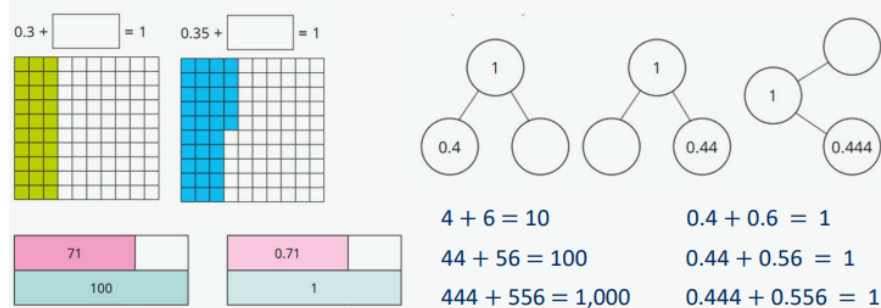 0.3 + = 1
0.35 + = 1
1
0.4
1
0.44
1
0.444
71
100
0.71
1
4 + 6 = 10
44 + 56 = 100
444 + 556 = 1,000
0.4 + 0.6 = 1
0.44 + 0.56 = 1
0.444 + 0.556 = 1